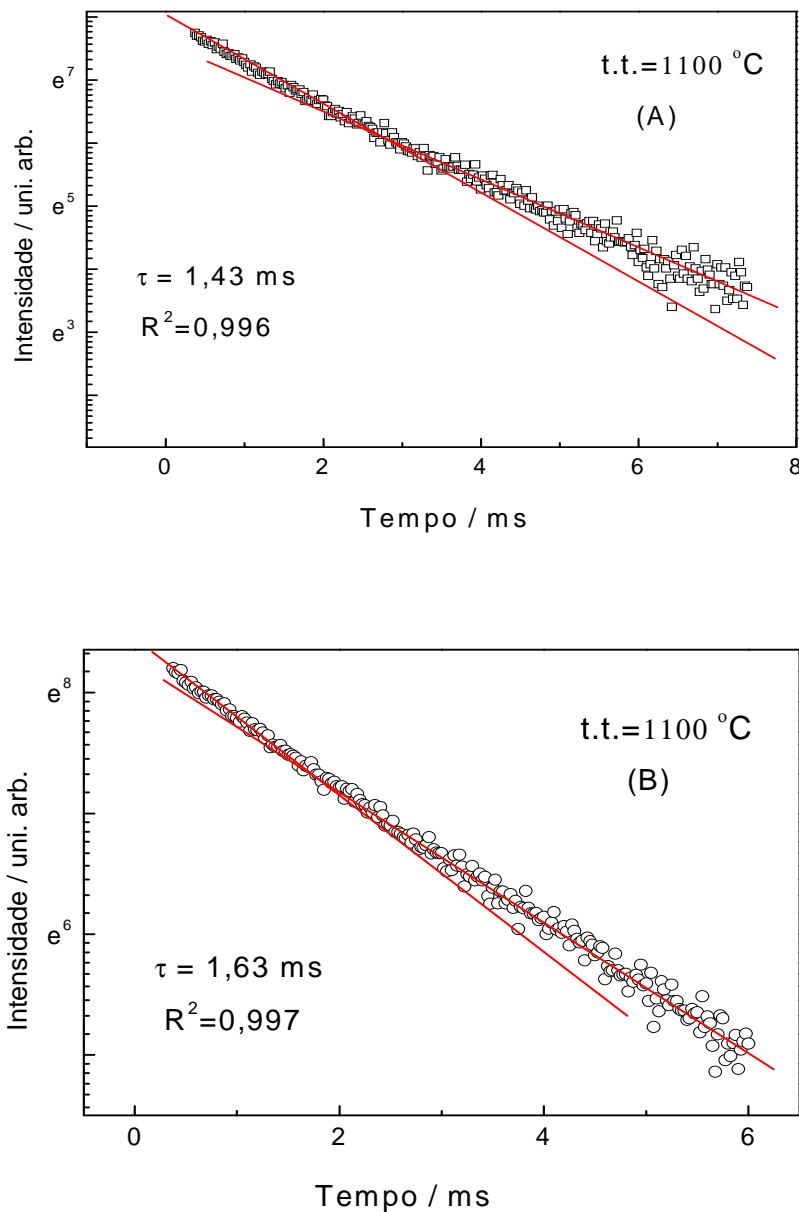 t.t.=1100 °C
(A)
e⁷
e⁵
e³
Intensidade / uni. arb.
τ = 1,43 ms
R²=0,996
0 2 4 6 8
Tempo / ms
t.t.=1100 °C
(B)
e⁸
e⁶
Intensidade / uni. arb.
τ = 1,63 ms
R²=0,997
0 2 4 6
Tempo / ms